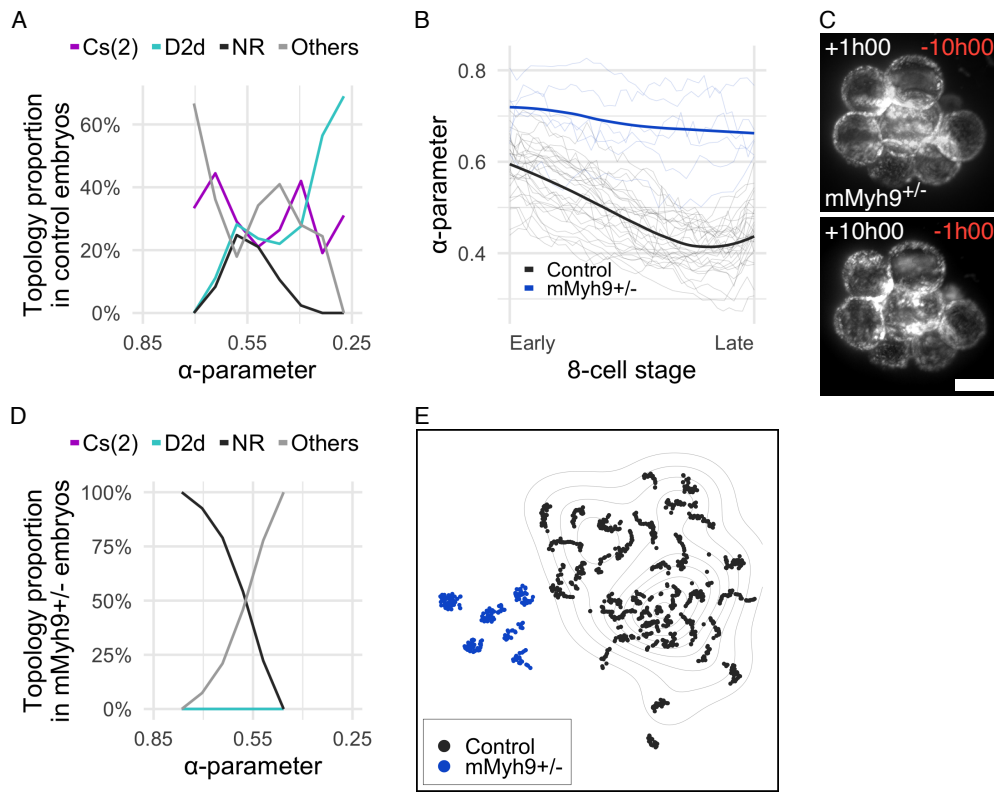 A
Cs(2) D2d NR Others
Topology proportion
in control embryos
60%
40%
20%
0%
0.85 0.55 0.25
α-parameter
B
α-parameter
0.8
0.6
0.4
Control
mMyh9+/-
Early Late
8-cell stage
C
+1h00 -10h00
mMyh9+/-
+10h00 -1h00
D
Cs(2) D2d NR Others
Topology proportion
in mMyh9+/- embryos
100%
75%
50%
25%
0%
0.85 0.55 0.25
α-parameter
E
Control
mMyh9+/-